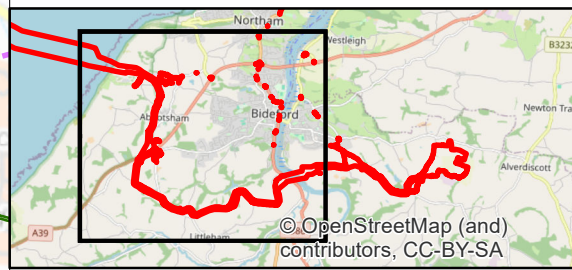 Northam
Westleigh
B3232
Newton Tra
Abbotsham
Bideford
Alverdiscott
A39
Littleham
© OpenStreetMap (and)
contributors, CC-BY-SA